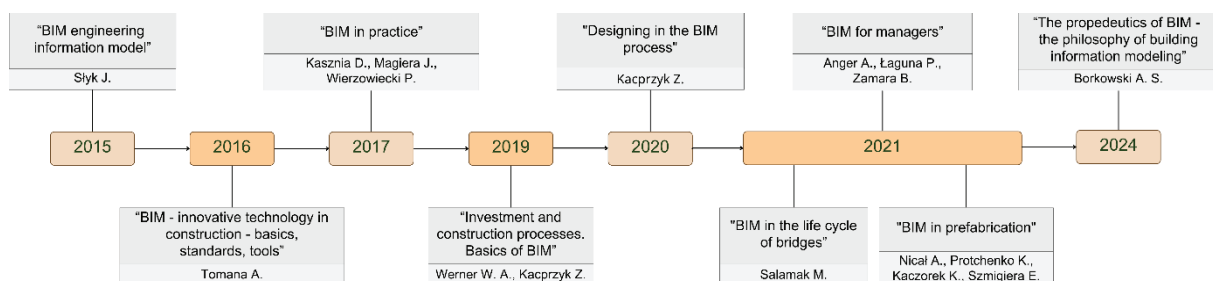 “BIM engineering
information model”
Słyk J.
“BIM in practice”
Kasznia D., Magiera J.,
Wierzowiecki P.
"Designing in the BIM
process"
Kacprzyk Z.
“BIM for managers”
Anger A., Łaguna P.,
Zamara B.
“The propedeutics of BIM -
the philosophy of building
information modeling”
Borkowski A. S.
2015
2016
2017
2019
2020
2021
2024
“BIM - innovative technology in
construction - basics,
standards, tools”
Tomana A.
“Investment and
construction processes.
Basics of BIM”
Werner W. A., Kacprzyk Z.
"BIM in the life cycle
of bridges”
Salamak M.
"BIM in prefabrication"
Nical A., Protchenko K.,
Kaczorek K., Szmigiera E.